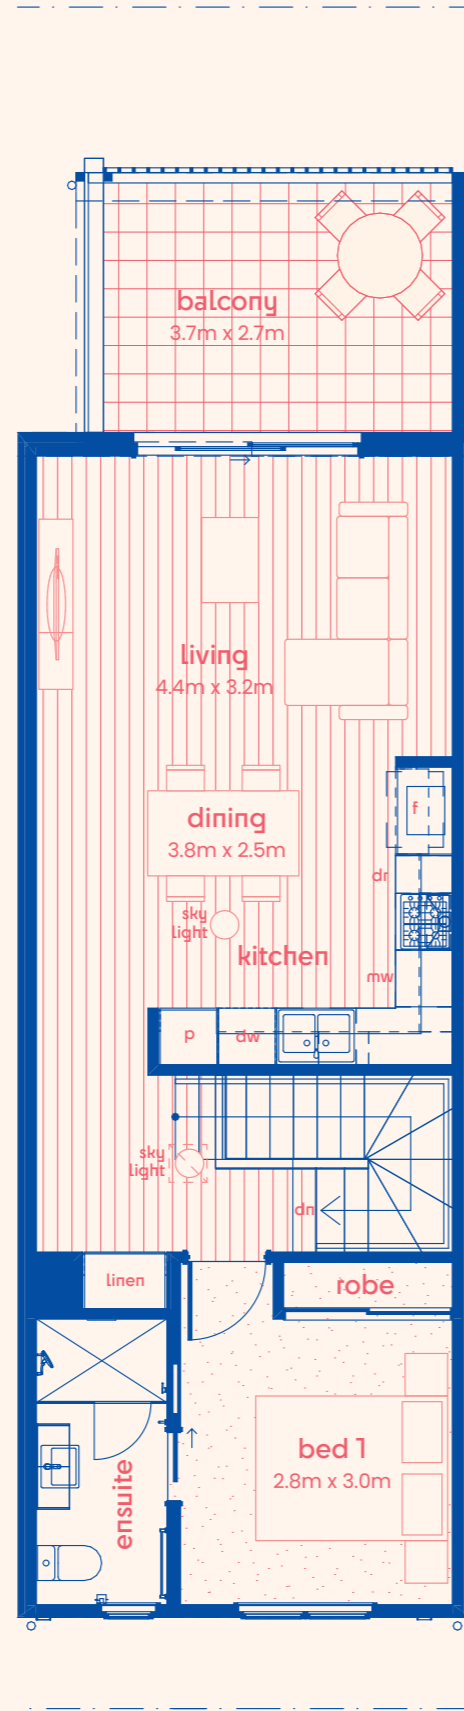 balcony
3.7m x 2.7m
living
4.4m x 3.2m
dining
3.8m x 2.5m
f
dr
sky
light
kitchen
mw
p
dw
sky
light
dn
linen
robe
bed 1
2.8m x 3.0m
ensuite